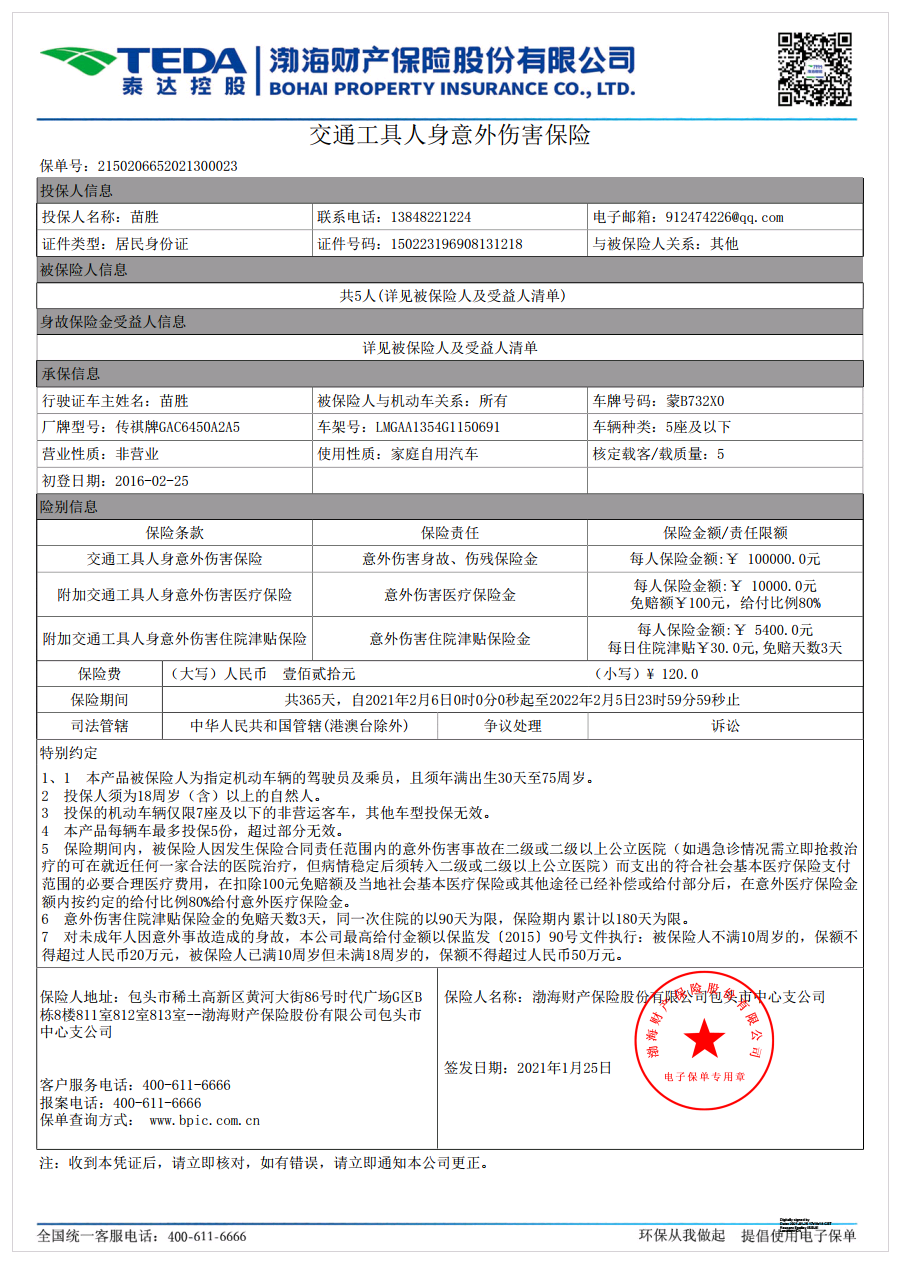 TEDA 渤海财产保险股份有限公司
泰达控股 BOHAI PROPERTY INSURANCE CO., LTD.
交通工具人身意外伤害保险
保单号：2150206652021300023
投保人信息
投保人名称：苗胜 联系电话：13848221224 电子邮箱：912474226@qq.com
证件类型：居民身份证 证件号码：150223196908131218 与被保险人关系：其他
被保险人信息
共5人(详见被保险人及受益人清单)
身故保险金受益人信息
详见被保险人及受益人清单
承保信息
行驶证车主姓名：苗胜 被保险人与机动车关系：所有 车牌号码：蒙B732X0
厂牌型号：传祺牌GAC6450A2A5 车架号：LMGAA1354G1150691 车辆种类：5座及以下
营业性质：非营业 使用性质：家庭自用汽车 核定载客/载质量：5
初登日期：2016-02-25
险别信息
保险条款 保险责任 保险金额/责任限额
交通工具人身意外伤害保险 意外伤害身故、伤残保险金 每人保险金额:￥ 100000.0元
附加交通工具人身意外伤害医疗保险 意外伤害医疗保险金 每人保险金额:￥ 10000.0元
免赔额￥100元，给付比例80%
附加交通工具人身意外伤害住院津贴保险 意外伤害住院津贴保险金 每人保险金额:￥ 5400.0元
每日住院津贴￥30.0元,免赔天数3天
保险费 （大写）人民币 壹佰贰拾元 （小写）¥ 120.0
保险期间 共365天，自2021年2月6日0时0分0秒起至2022年2月5日23时59分59秒止
司法管辖 中华人民共和国管辖(港澳台除外) 争议处理 诉讼
特别约定
1、1 本产品被保险人为指定机动车辆的驾驶员及乘员，且须年满出生30天至75周岁。
2 投保人须为18周岁（含）以上的自然人。
3 投保的机动车辆仅限7座及以下的非营运客车，其他车型投保无效。
4 本产品每辆车最多投保5份，超过部分无效。
5 保险期间内，被保险人因发生保险合同责任范围内的意外伤害事故在二级或二级以上公立医院（如遇急诊情况需立即抢救治
疗的可在就近任何一家合法的医院治疗，但病情稳定后须转入二级或二级以上公立医院）而支出的符合社会基本医疗保险支付
范围的必要合理医疗费用，在扣除100元免赔额及当地社会基本医疗保险或其他途径已经补偿或给付部分后，在意外医疗保险金
额内按约定的给付比例80%给付意外医疗保险金。
6 意外伤害住院津贴保险金的免赔天数3天，同一次住院的以90天为限，保险期内累计以180天为限。
7 对未成年人因意外事故造成的身故，本公司最高给付金额以保监发〔2015〕90号文件执行：被保险人不满10周岁的，保额不
得超过人民币20万元，被保险人已满10周岁但未满18周岁的，保额不得超过人民币50万元。
保险人地址：包头市稀土高新区黄河大街86号时代广场G区B
栋8楼811室812室813室--渤海财产保险股份有限公司包头市
中心支公司
客户服务电话：400-611-6666
报案电话：400-611-6666
保单查询方式： www.bpic.com.cn
保险人名称：渤海财产保险股份有限公司包头市中心支公司
签发日期：2021年1月25日
渤海财产保险股份有限公司
电子保单专用章
注：收到本凭证后，请立即核对，如有错误，请立即通知本公司更正。
全国统一客服电话：400-611-6666 环保从我做起 提倡使用电子保单